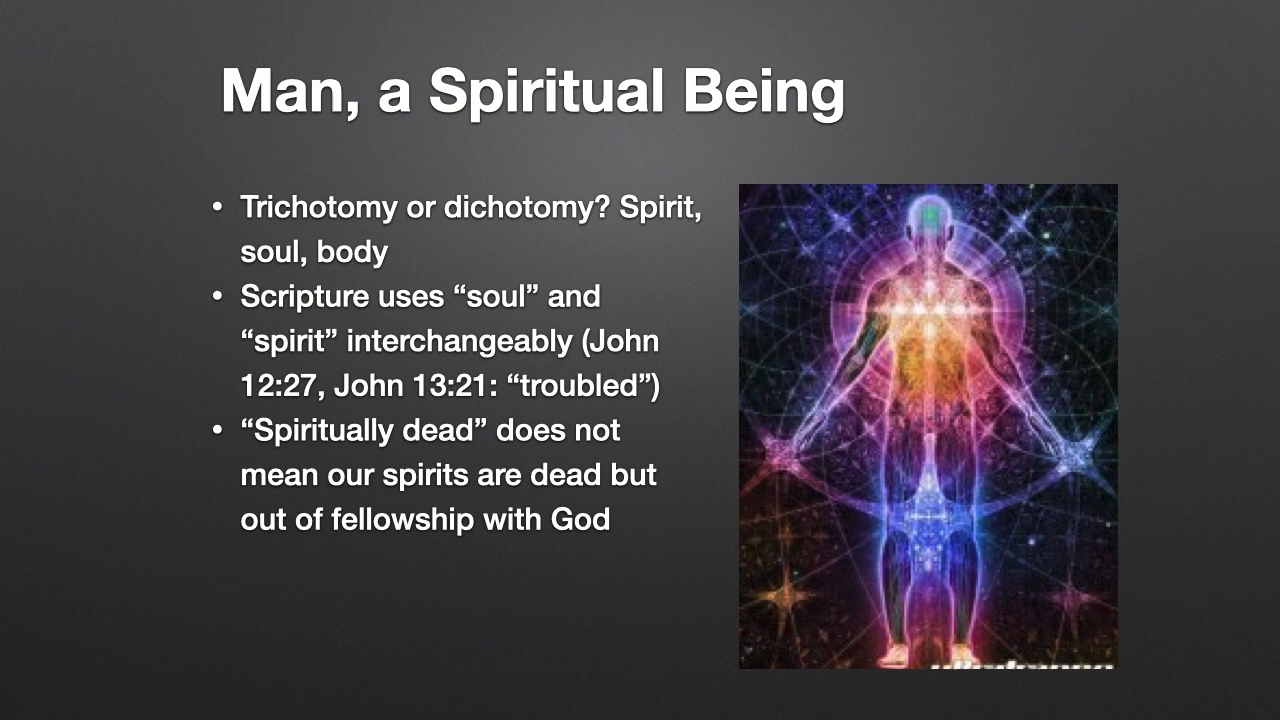 Man, a Spiritual Being
• Trichotomy or dichotomy? Spirit,
soul, body
• Scripture uses “soul” and
“spirit” interchangeably (John
12:27, John 13:21: “troubled”)
• “Spiritually dead” does not
mean our spirits are dead but
out of fellowship with God